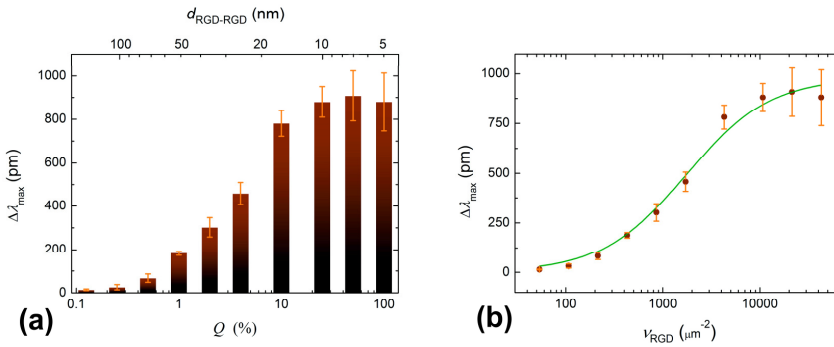 d_RGD-RGD (nm)
100 50 20 10 5
1000
800
600
400
200
0
Δλ_max (pm)
0.1 1 10 100
Q (%)
(a)
1000
750
500
250
0
Δλ_max (pm)
100 1000 10000
ν_RGD (μm⁻²)
(b)